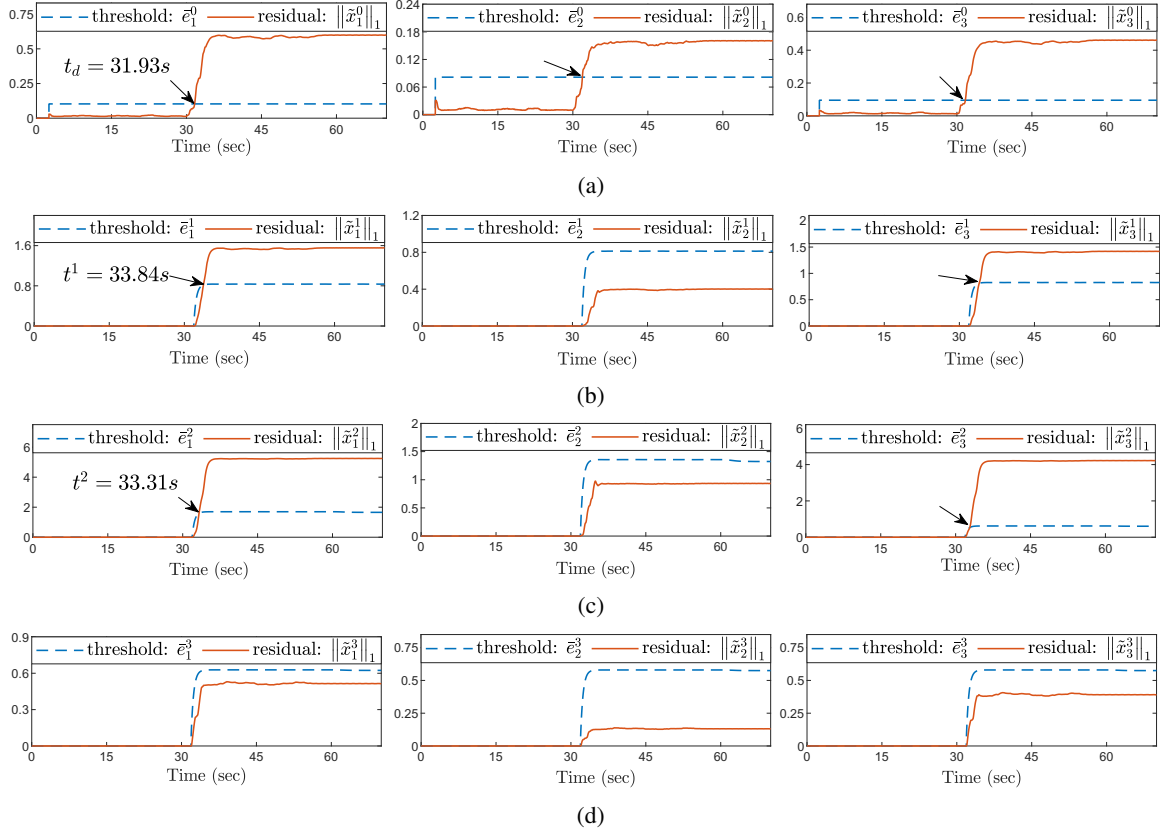 threshold: ē₁⁰ residual: ‖x̃₁⁰‖₁
0.5
0.25
0
t_d = 31.93s
0 15 30 45 60
Time (sec)
0.24
threshold: ē₂⁰ residual: ‖x̃₂⁰‖₁
0.18
0.12
0.06
0
0 15 30 45 60
Time (sec)
0.6
threshold: ē₃⁰ residual: ‖x̃₃⁰‖₁
0.4
0.2
0
0 15 30 45 60
Time (sec)
(a)
threshold: ē₁¹ residual: ‖x̃₁¹‖₁
1.6
0.8
0
t¹ = 33.84s
0 15 30 45 60
Time (sec)
1.2
threshold: ē₂¹ residual: ‖x̃₂¹‖₁
0.8
0.4
0
0 15 30 45 60
Time (sec)
2
threshold: ē₃¹ residual: ‖x̃₃¹‖₁
1.5
1
0.5
0
0 15 30 45 60
Time (sec)
(b)
threshold: ē₁² residual: ‖x̃₁²‖₁
6
4
2
0
t² = 33.31s
0 15 30 45 60
Time (sec)
2
threshold: ē₂² residual: ‖x̃₂²‖₁
1.5
1
0.5
0
0 15 30 45 60
Time (sec)
6
threshold: ē₃² residual: ‖x̃₃²‖₁
4
2
0
0 15 30 45 60
Time (sec)
(c)
0.9
threshold: ē₁³ residual: ‖x̃₁³‖₁
0.6
0.3
0
0 15 30 45 60
Time (sec)
0.75
threshold: ē₂³ residual: ‖x̃₂³‖₁
0.5
0.25
0
0 15 30 45 60
Time (sec)
0.75
threshold: ē₃³ residual: ‖x̃₃³‖₁
0.5
0.25
0
0 15 30 45 60
Time (sec)
(d)